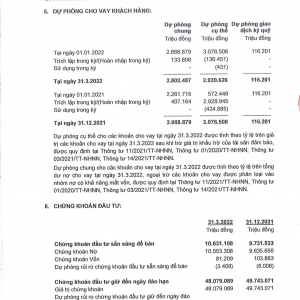 5. DỰ PHÒNG CHO VAY KHÁCH HÀNG:
Dự phòng chung Dự phòng cụ thể Dự phòng giao dịch ký quỹ
Triệu đồng Triệu đồng Triệu đồng
Tại ngày 01.01.2022 2.668.879 3.076.508 116.201
Trích lập trong kỳ/(Hoàn nhập trong kỳ) 133.608 (136.451)
Sử dụng trong kỳ - (431) -
Tại ngày 31.3.2022 2.802.487 2.939.626 116.201
Tại ngày 01.01.2021 2.261.715 572.448 116.201
Trích lập trong kỳ/(Hoàn nhập trong kỳ) 407.164 2.928.945 -
Sử dụng trong kỳ - (424.885) -
Tại ngày 31.12.2021 2.668.879 3.076.508 116.201
Dự phòng cụ thể cho các khoản cho vay tại ngày 31.3.2022 được tính theo tỷ lệ trên giá
trị các khoản cho vay tại ngày 31.3.2022 sau khi trừ giá trị khấu trừ của tài sản đảm bảo,
được quy định tại Thông tư 11/2021/TT-NHNN, Thông tư 01/2020/TT-NHNN, Thông tư
03/2021/TT-NHNN, Thông tư 14/2021/TT-NHNN.
Dự phòng chung cho các khoản cho vay tại ngày 31.3.2022 được tính theo tỷ lệ trên tổng
dư nợ cho vay tại ngày 31.3.2022, ngoại trừ các khoản cho vay được phân loại vào
nhóm nợ có khả năng mất vốn, được quy định tại Thông tư 11/2021/TT-NHNN, Thông tư
01/2020/TT-NHNN, Thông tư 03/2021/TT-NHNN, Thông tư 14/2021/TT-NHNN.
6. CHỨNG KHOÁN ĐẦU TƯ:
31.3.2022 31.12.2021
Triệu đồng Triệu đồng
Chứng khoán đầu tư sẵn sàng để bán 10.631.108 9.731.533
Chứng khoán Nợ 10.553.308 9.635.656
Chứng khoán Vốn 81.209 103.883
Dự phòng rủi ro chứng khoán đầu tư sẵn sàng để bán (3.409) (8.006)
Chứng khoán đầu tư giữ đến ngày đáo hạn 48.079.089 49.743.071
Giá trị chứng khoán 48.079.089 49.743.071
Dự phòng rủi ro chứng khoán đầu tư giữ đến ngày đáo